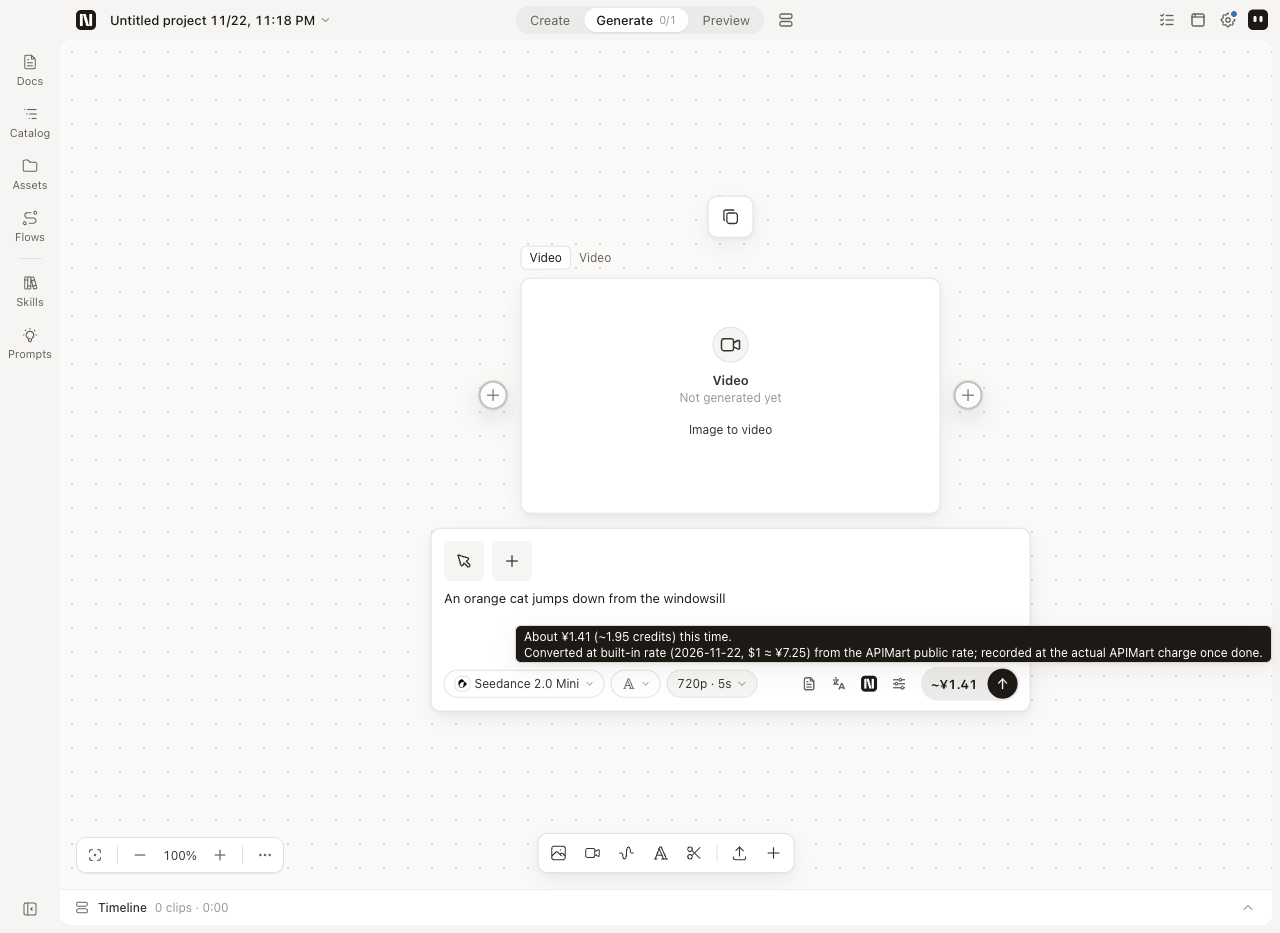 Untitled project 11/22, 11:18 PM
Create
Generate 0/1
Preview
Docs
Catalog
Assets
Flows
Skills
Prompts
Video
Video
Video
Not generated yet
Image to video
An orange cat jumps down from the windowsill
About ¥1.41 (~1.95 credits) this time.
Converted at built-in rate (2026-11-22, $1 ≈ ¥7.25) from the APIMart public rate; recorded at the actual APIMart charge once done.
Seedance 2.0 Mini
720p · 5s
~¥1.41
100%
Timeline 0 clips · 0:00